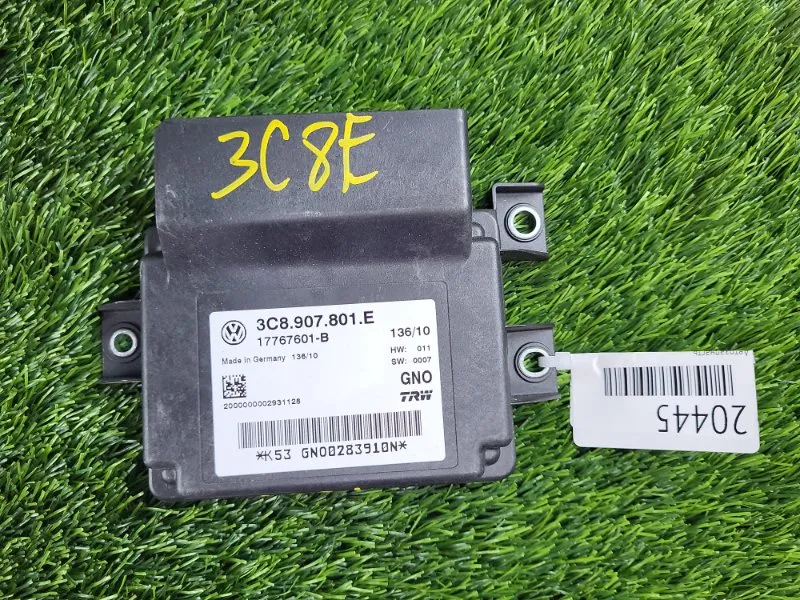 3C8E
3C8.907.801.E
17767601-B
136/10
Made in Germany 136/10
HW: 011
SW: 0007
GNO
TRW
2000000002931128
*K53 GNO0283910N*
20445